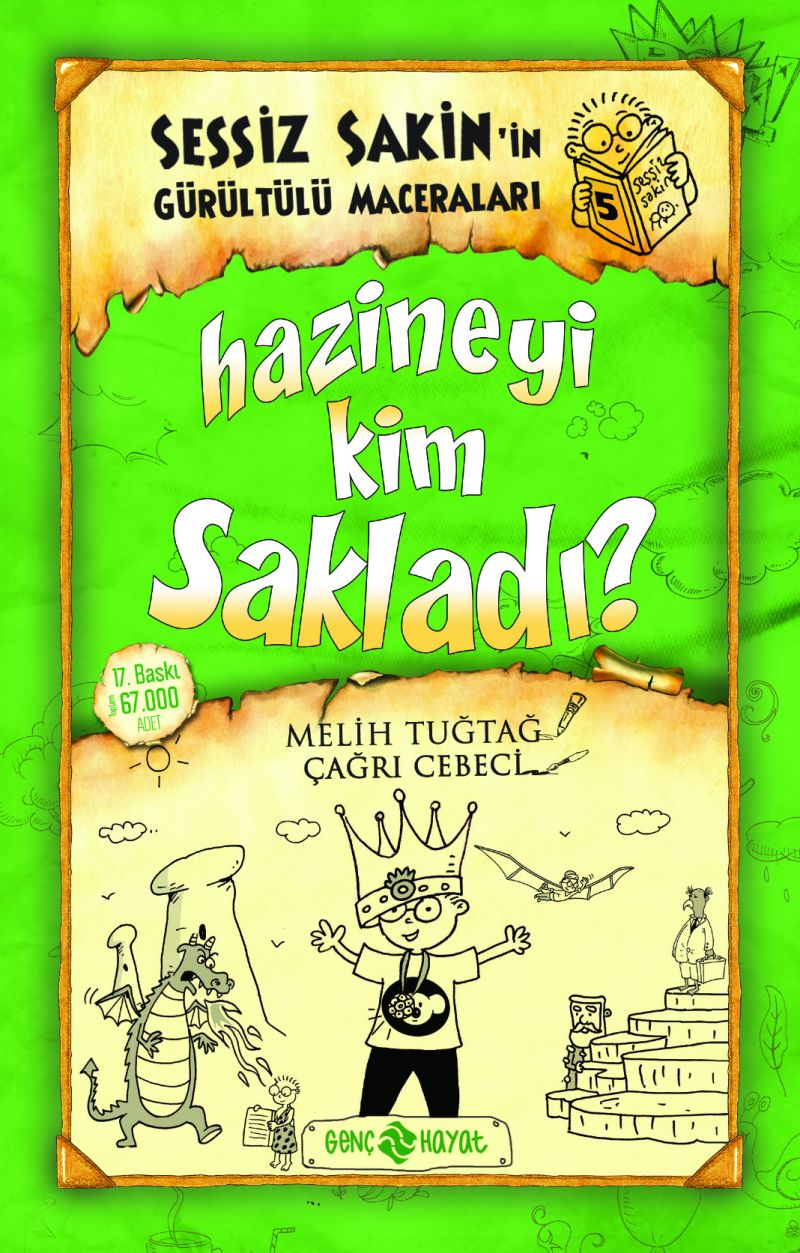 SESSİZ SAKİN'İN
GÜRÜLTÜLÜ MACERALARI
5
sessiz
sakin
hazineyi
kim
Sakladı?
17. Baskı
Toplam 67.000
ADET
MELİH TUĞTAĞ
ÇAĞRI CEBECİ
GENÇ HAYAT